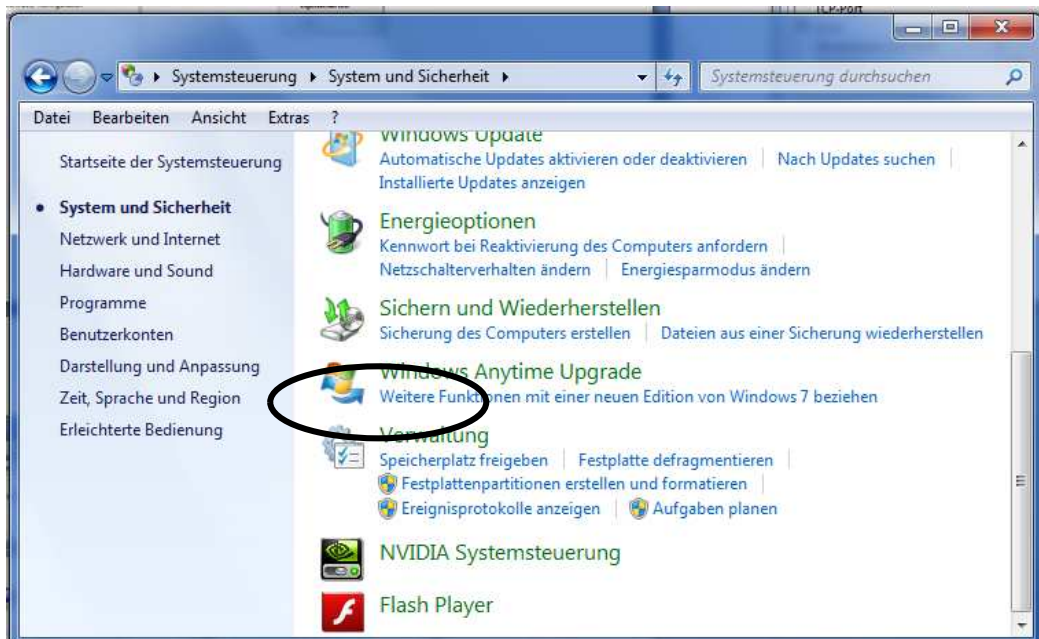 TCP-Port
Systemsteuerung ▸ System und Sicherheit ▸
Systemsteuerung durchsuchen
Datei Bearbeiten Ansicht Extras ?
Startseite der Systemsteuerung
System und Sicherheit
Netzwerk und Internet
Hardware und Sound
Programme
Benutzerkonten
Darstellung und Anpassung
Zeit, Sprache und Region
Erleichterte Bedienung
Windows Update
Automatische Updates aktivieren oder deaktivieren | Nach Updates suchen |
Installierte Updates anzeigen
Energieoptionen
Kennwort bei Reaktivierung des Computers anfordern |
Netzschalterverhalten ändern | Energiesparmodus ändern
Sichern und Wiederherstellen
Sicherung des Computers erstellen | Dateien aus einer Sicherung wiederherstellen
Windows Anytime Upgrade
Weitere Funktionen mit einer neuen Edition von Windows 7 beziehen
Verwaltung
Speicherplatz freigeben | Festplatte defragmentieren |
Festplattenpartitionen erstellen und formatieren |
Ereignisprotokolle anzeigen | Aufgaben planen
NVIDIA Systemsteuerung
Flash Player